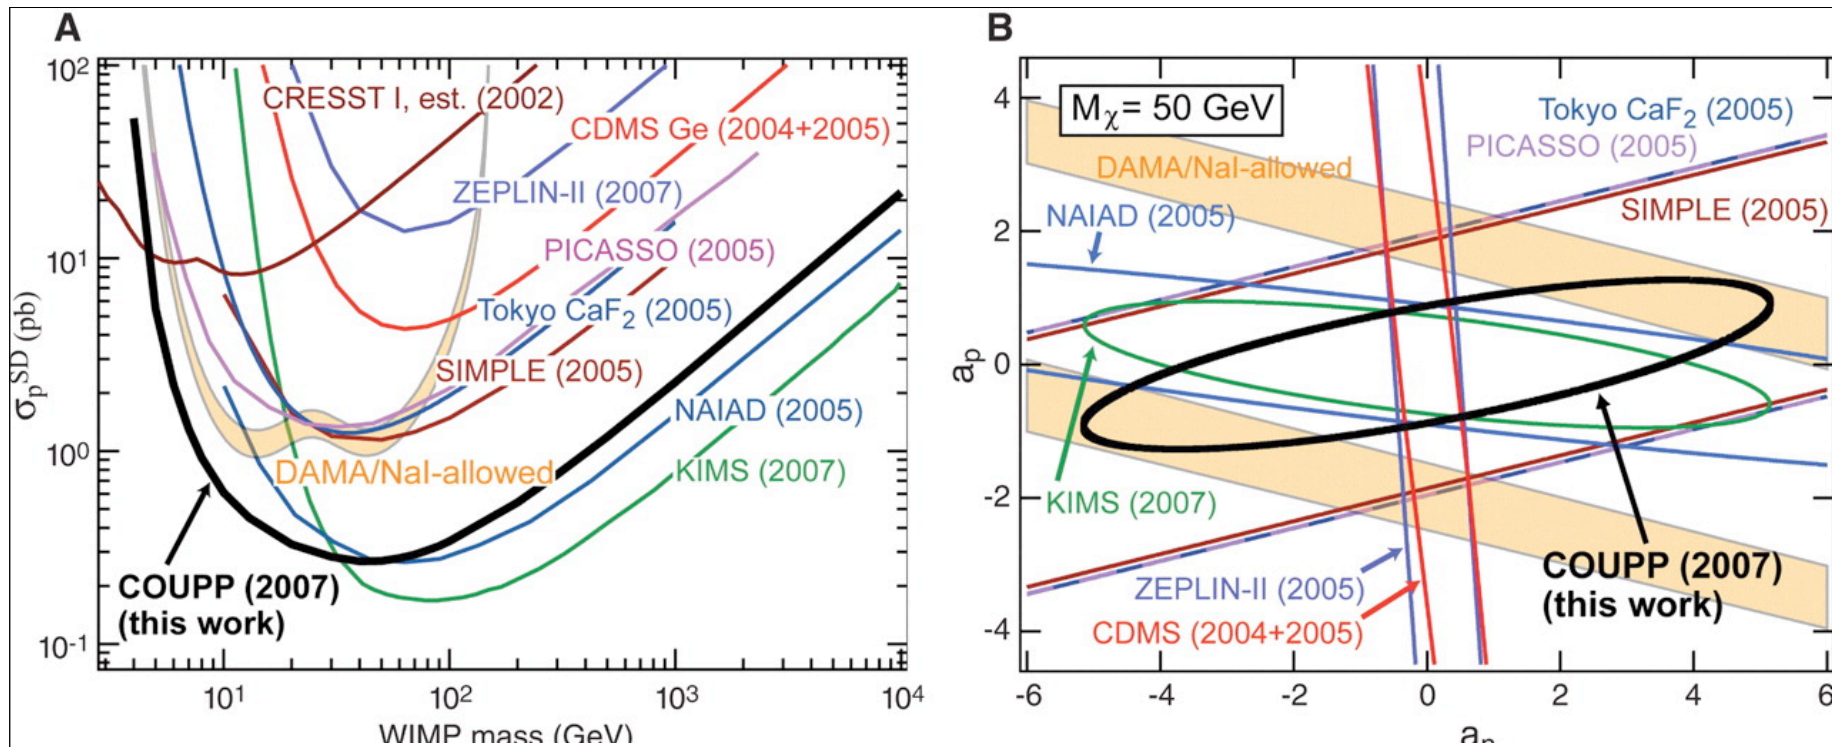 A
10²
10¹
10⁰
10⁻¹
σₚˢᴰ (pb)
CRESST I, est. (2002)
CDMS Ge (2004+2005)
ZEPLIN-II (2007)
PICASSO (2005)
Tokyo CaF₂ (2005)
SIMPLE (2005)
NAIAD (2005)
DAMA/NaI-allowed
KIMS (2007)
COUPP (2007)
(this work)
10¹ 10² 10³ 10⁴
WIMP mass (GeV)
B
4
2
0
-2
-4
aₚ
Mᵪ= 50 GeV
Tokyo CaF₂ (2005)
PICASSO (2005)
DAMA/NaI-allowed
NAIAD (2005)
SIMPLE (2005)
KIMS (2007)
COUPP (2007)
(this work)
ZEPLIN-II (2005)
CDMS (2004+2005)
-6 -4 -2 0 2 4 6